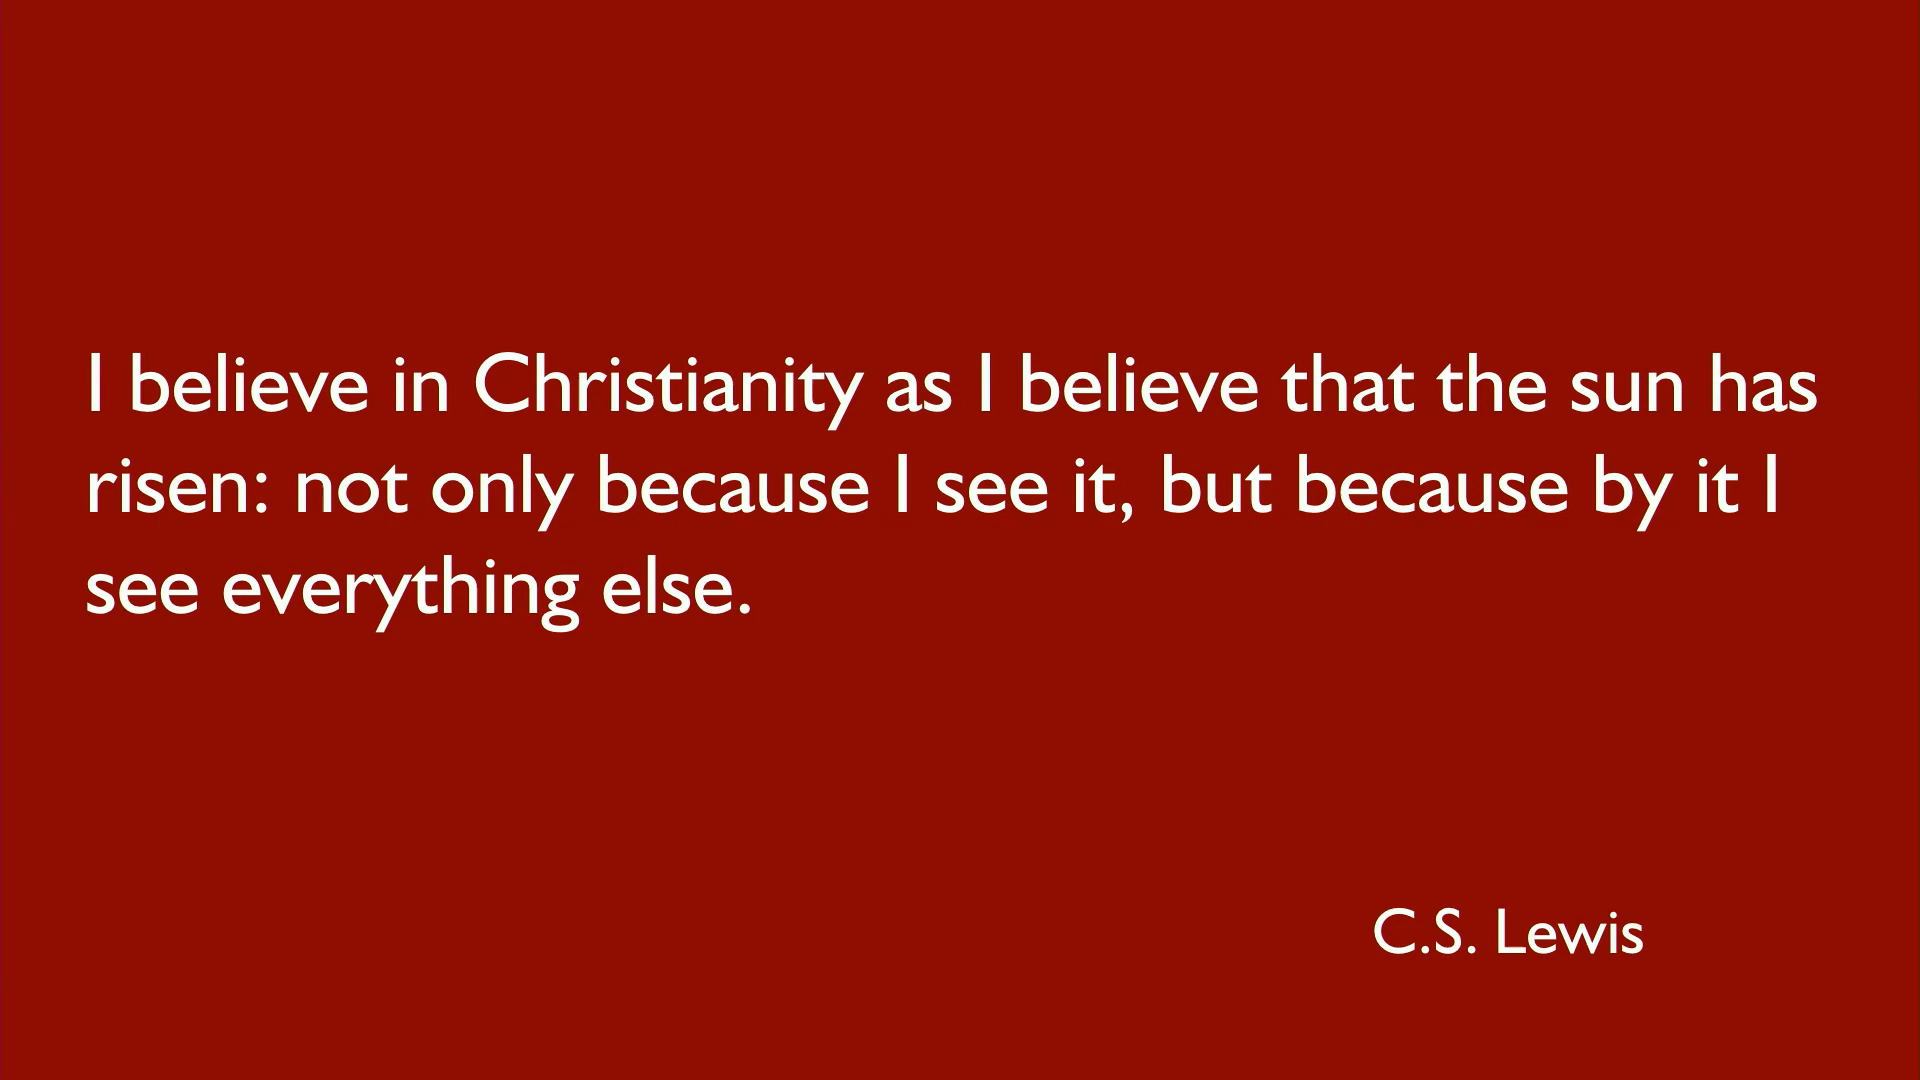 I believe in Christianity as I believe that the sun has
risen: not only because I see it, but because by it I
see everything else.
C.S. Lewis